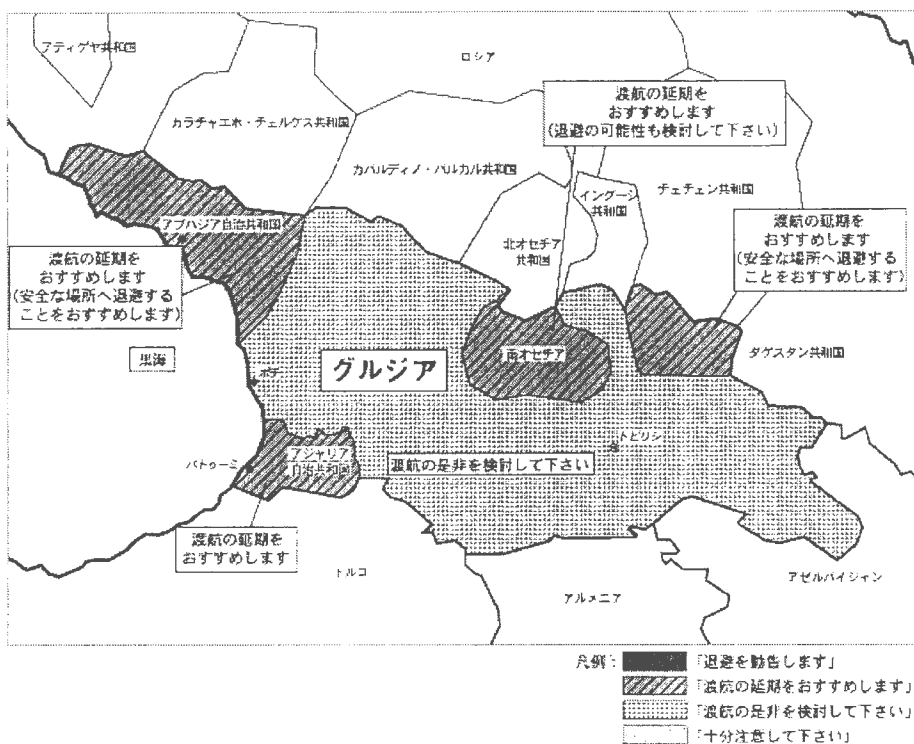 アティゲヤ共和国
ロシア
カラチャエホ・チェルケス共和国
渡航の延期を
おすすめします
(退避の可能性も検討して下さい)
カバルディノ・バルカル共和国
イングーシ
共和国
チェチェン共和国
北オセチア
共和国
アブハジア自治共和国
渡航の延期を
おすすめします
(安全な場所へ退避する
ことをおすすめします)
渡航の延期を
おすすめします
(安全な場所へ退避する
ことをおすすめします)
黒海
グルジア
南オセチア
ダゲスタン共和国
ポチ
トビリシ
バトゥーミ
アジャリア
自治共和国
渡航の是非を検討して下さい
渡航の延期を
おすすめします
トルコ
アルメニア
アゼルバイジャン
凡例:
「退避を勧告します」
「渡航の延期をおすすめします」
「渡航の是非を検討して下さい」
「十分注意して下さい」